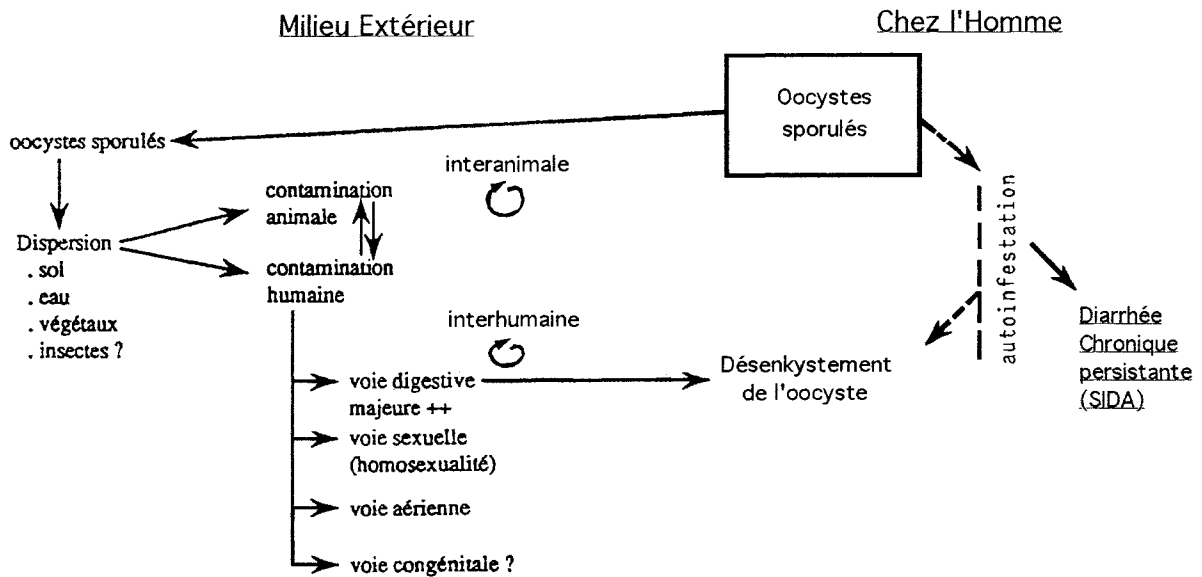 Milieu Extérieur
Chez l'Homme
Oocystes
sporulés
oocystes sporulés
interanimale
contamination
animale
Dispersion
. sol
. eau
. végétaux
. insectes ?
contamination
humaine
interhumaine
autoinfestation
Diarrhée
Chronique
persistante
(SIDA)
Désenkystement
de l'oocyste
voie digestive
majeure ++
voie sexuelle
(homosexualité)
voie aérienne
voie congénitale ?